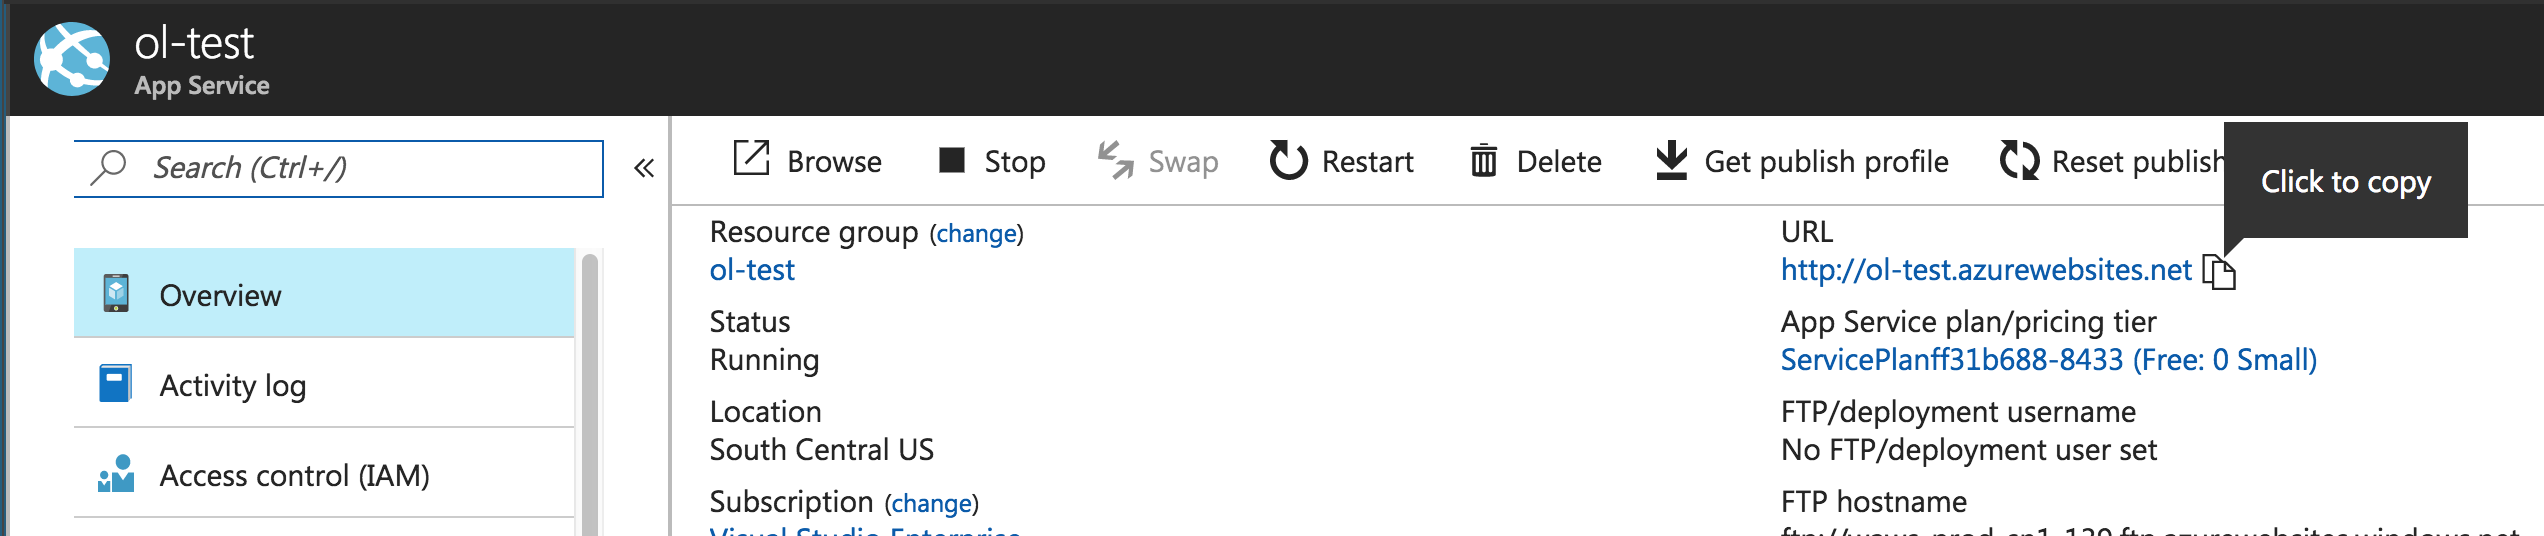 ol-test
App Service
Search (Ctrl+/)
«
Browse Stop Swap Restart Delete Get publish profile Reset publish
Click to copy
Overview
Activity log
Access control (IAM)
Resource group (change)
ol-test
Status
Running
Location
South Central US
Subscription (change)
Visual Studio Enterprise
URL
http://ol-test.azurewebsites.net
App Service plan/pricing tier
ServicePlanff31b688-8433 (Free: 0 Small)
FTP/deployment username
No FTP/deployment user set
FTP hostname